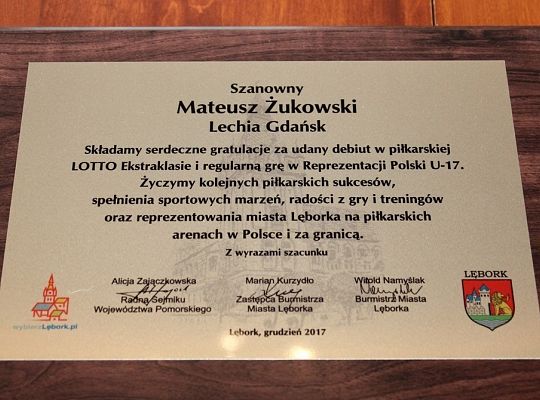 Szanowny
Mateusz Żukowski
Lechia Gdańsk
Składamy serdeczne gratulacje za udany debiut w piłkarskiej
LOTTO Ekstraklasie i regularną grę w Reprezentacji Polski U-17.
Życzymy kolejnych piłkarskich sukcesów,
spełnienia sportowych marzeń, radości z gry i treningów
oraz reprezentowania miasta Lęborka na piłkarskich
arenach w Polsce i za granicą.
Z wyrazami szacunku
Alicja Zajączkowska
Radna Sejmiku
Województwa Pomorskiego
Marian Kurzydło
Zastępca Burmistrza
Miasta Lęborka
Witold Namyślak
Burmistrz Miasta
Lęborka
LĘBORK
wybierzLębork.pl
Lębork, grudzień 2017